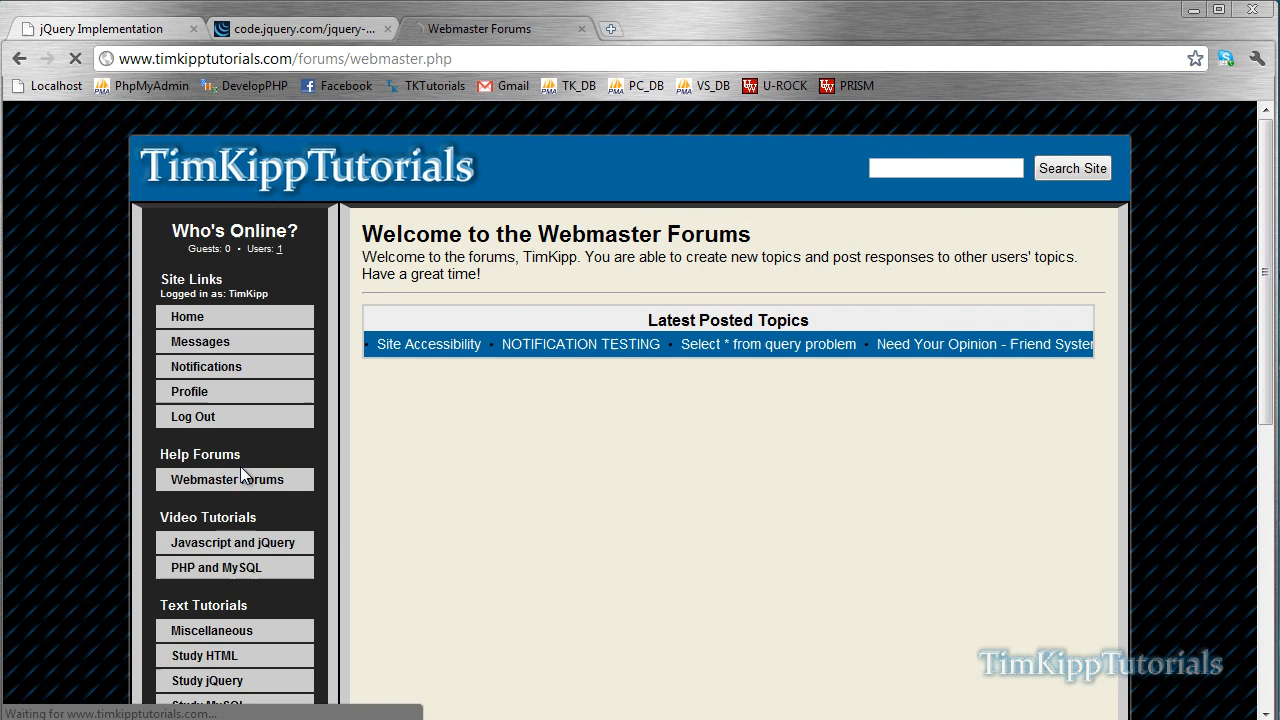 jQuery Implementation
code.jquery.com/jquery-...
Webmaster Forums
www.timkipptutorials.com/forums/webmaster.php
Localhost PhpMyAdmin DevelopPHP Facebook TKTutorials Gmail TK_DB PC_DB VS_DB U-ROCK PRISM
TimKippTutorials
Search Site
Who's Online?
Guests: 0 • Users: 1
Site Links
Logged in as: TimKipp
Home
Messages
Notifications
Profile
Log Out
Help Forums
Webmaster Forums
Video Tutorials
Javascript and jQuery
PHP and MySQL
Text Tutorials
Miscellaneous
Study HTML
Study jQuery
Study MySQL
Welcome to the Webmaster Forums
Welcome to the forums, TimKipp. You are able to create new topics and post responses to other users' topics.
Have a great time!
Latest Posted Topics
• Site Accessibility • NOTIFICATION TESTING • Select * from query problem • Need Your Opinion - Friend System
TimKippTutorials
Waiting for www.timkipptutorials.com...